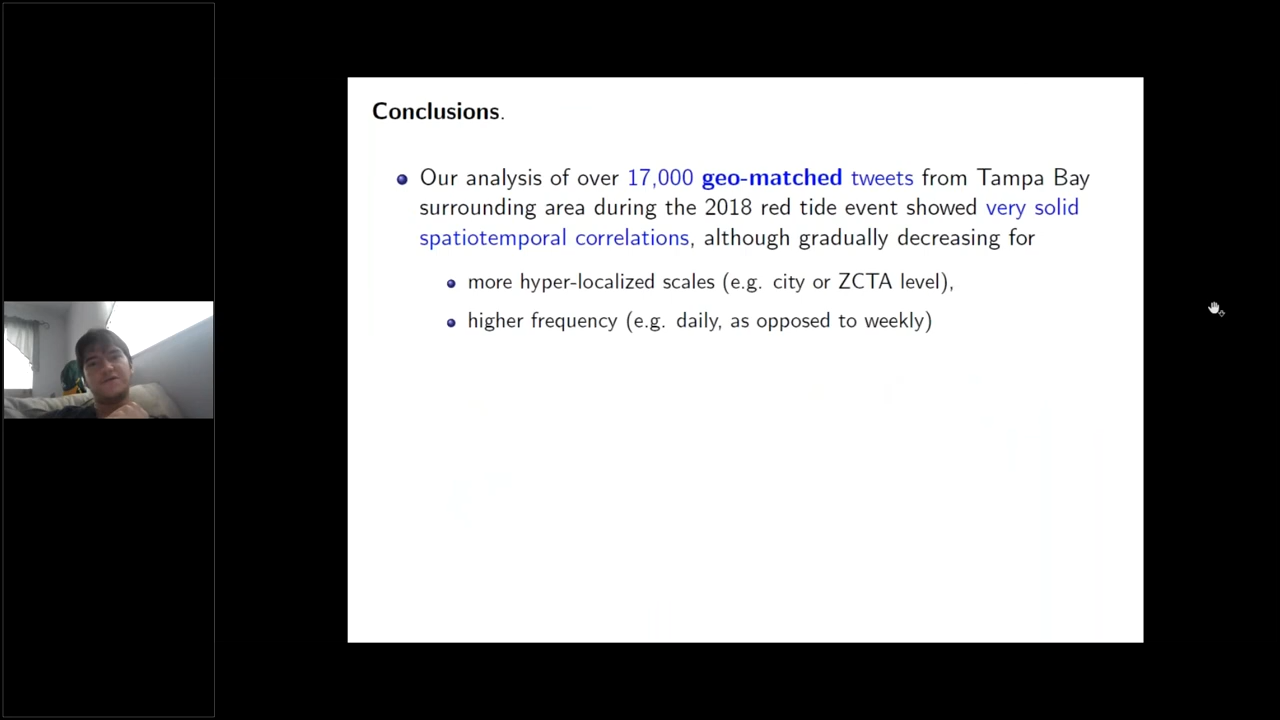 Conclusions.
Our analysis of over 17,000 geo-matched tweets from Tampa Bay
surrounding area during the 2018 red tide event showed very solid
spatiotemporal correlations, although gradually decreasing for
more hyper-localized scales (e.g. city or ZCTA level),
higher frequency (e.g. daily, as opposed to weekly)